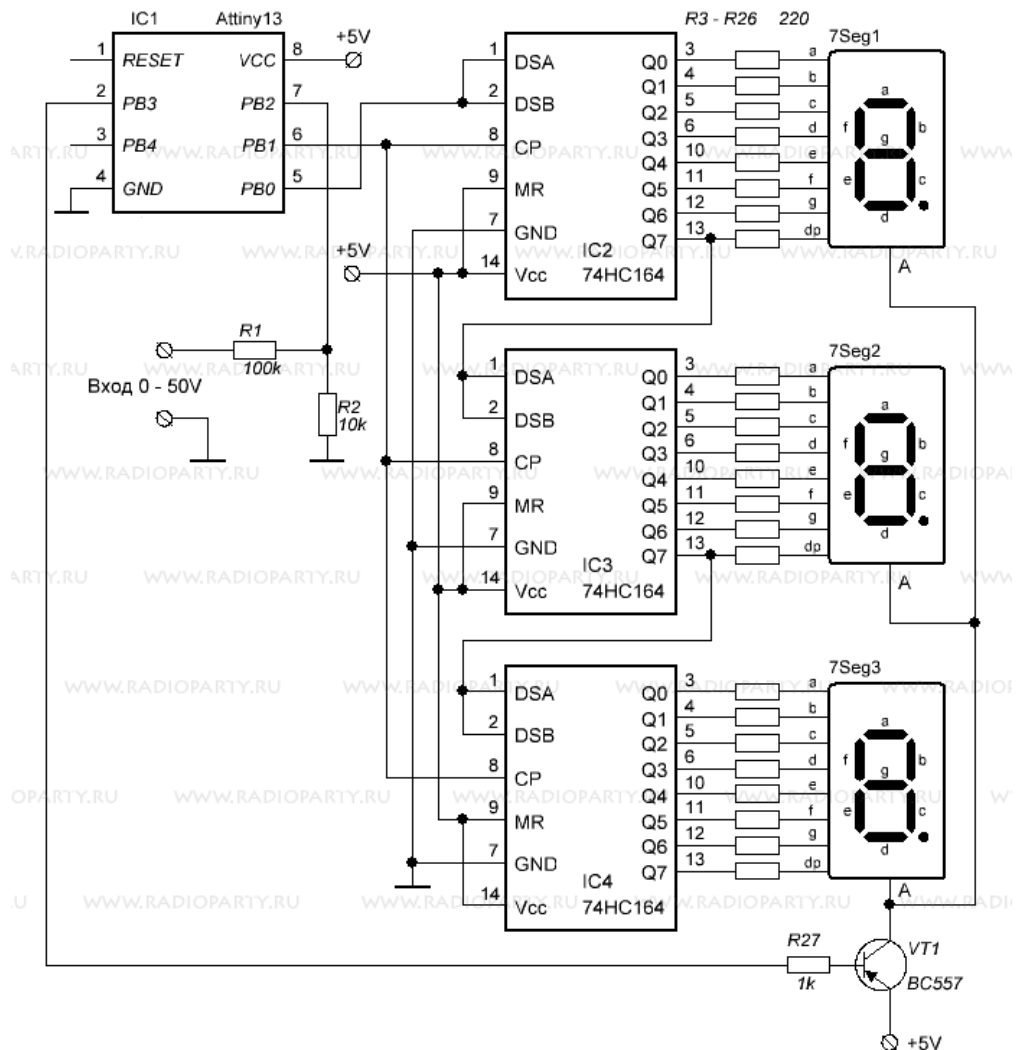 IC1 Attiny13
1 RESET VCC 8 +5V
2 PB3 PB2 7
3 PB4 PB1 6
4 GND PB0 5
R3 - R26 220
1 DSA Q0 3 a
2 DSB Q1 4 b
Q2 5 c
8 CP Q3 6 d
Q4 10 e
9 MR Q5 11 f
7 GND Q6 12 g
Q7 13 dp
14 Vcc
IC2
74HC164
+5V
7Seg1
a
f b
g
e c
d
A
R1
100k
Вход 0 - 50V
R2
10k
1 DSA Q0 3 a
2 DSB Q1 4 b
Q2 5 c
8 CP Q3 6 d
Q4 10 e
9 MR Q5 11 f
7 GND Q6 12 g
Q7 13 dp
14 Vcc
IC3
74HC164
7Seg2
a
f b
g
e c
d
A
1 DSA Q0 3 a
2 DSB Q1 4 b
Q2 5 c
8 CP Q3 6 d
Q4 10 e
9 MR Q5 11 f
7 GND Q6 12 g
Q7 13 dp
14 Vcc
IC4
74HC164
7Seg3
a
f b
g
e c
d
A
R27
1k
VT1
BC557
+5V
WWW.RADIOPARTY.RU